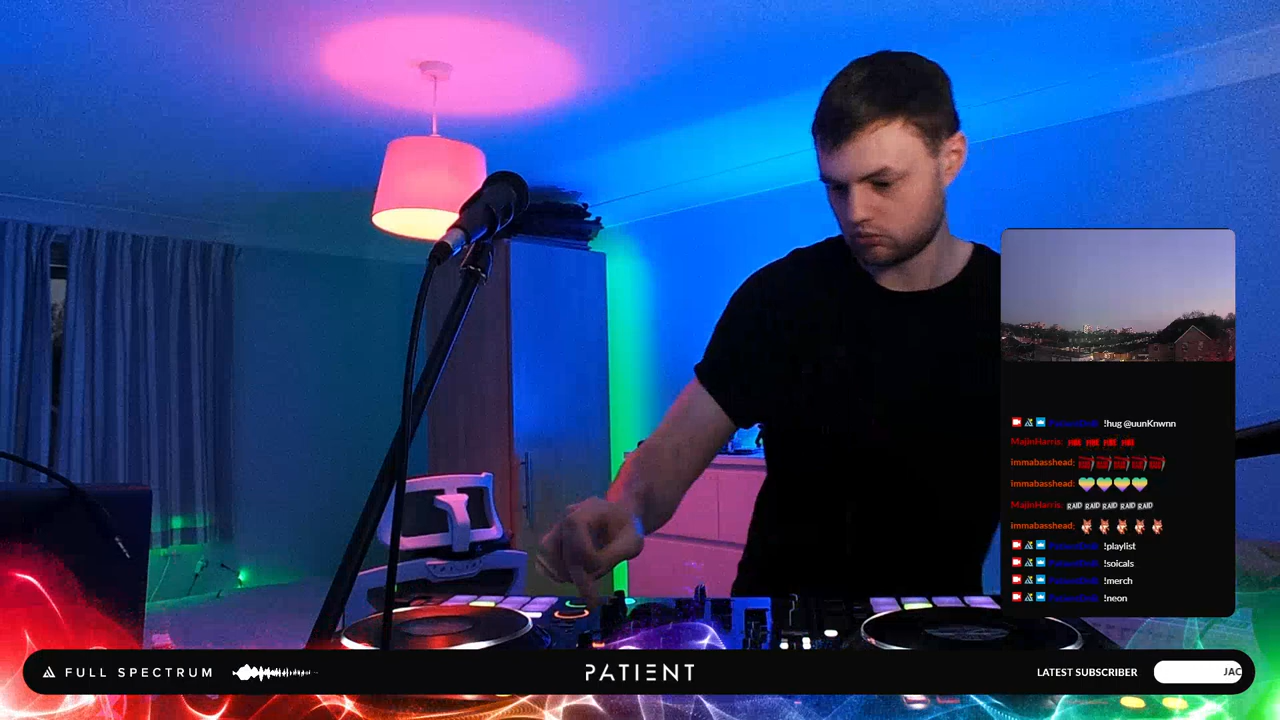 !hug @uunKnwnn
MajinHarris:
immabasshead:
immabasshead:
MajinHarris: RAID RAID RAID RAID RAID
immabasshead:
!playlist
!soicals
!merch
!neon
FULL SPECTRUM
PATIENT
LATEST SUBSCRIBER
JAC